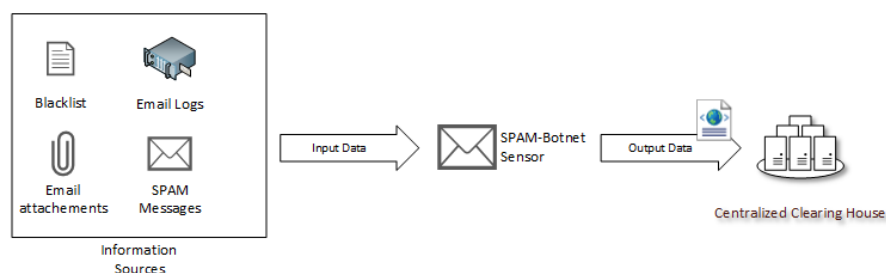 Blacklist
Email Logs
Email
attachements
SPAM
Messages
Information
Sources
Input Data
SPAM-Botnet
Sensor
Output Data
Centralized Clearing House